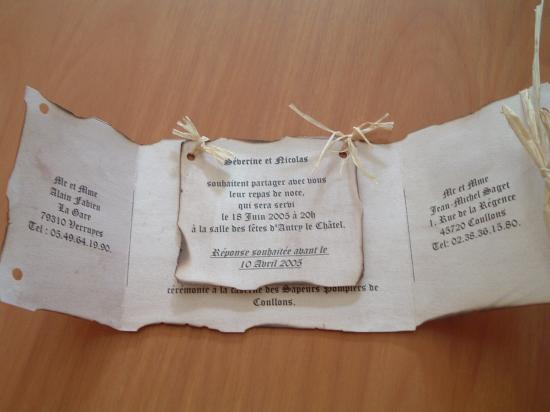 Mr et Mme
Alain Fabien
La Gare
79310 Verruyes
Tel : 05.49.64.19.90.
Séverine et Nicolas
souhaitent partager avec vous
leur repas de noce,
qui sera servi
le 18 Juin 2005 à 20h
à la salle des fêtes d'Autry le Châtel.
Réponse souhaitée avant le
10 Avril 2005
cérémonie à la caserne des Sapeurs Pompiers de
Coullons.
Mr et Mme
Jean-Michel Saget
1, Rue de la Régence
45720 Coullons
Tel: 02.38.36.15.80.